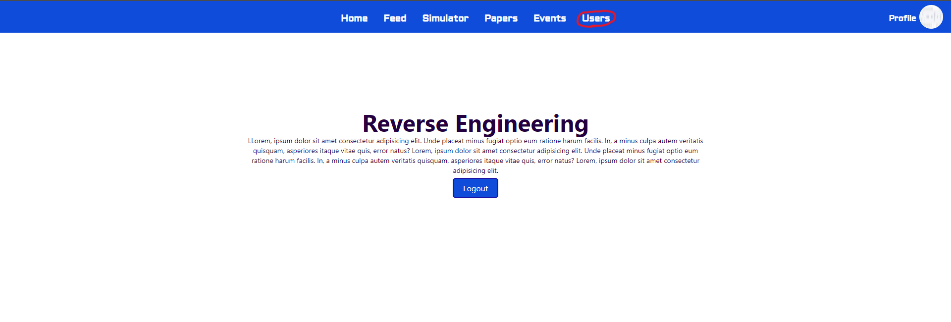 Home Feed Simulator Papers Events Users Profile
Reverse Engineering
Lorem, ipsum dolor sit amet consectetur adipisicing elit. Unde placeat minus fugiat optio eum ratione harum facilis. In, a minus culpa autem veritatis
quisquam, asperiores itaque vitae quis, error natus? Lorem, ipsum dolor sit amet consectetur adipisicing elit. Unde placeat minus fugiat optio eum
ratione harum facilis. In, a minus culpa autem veritatis quisquam, asperiores itaque vitae quis, error natus? Lorem, ipsum dolor sit amet consectetur
adipisicing elit.
Logout